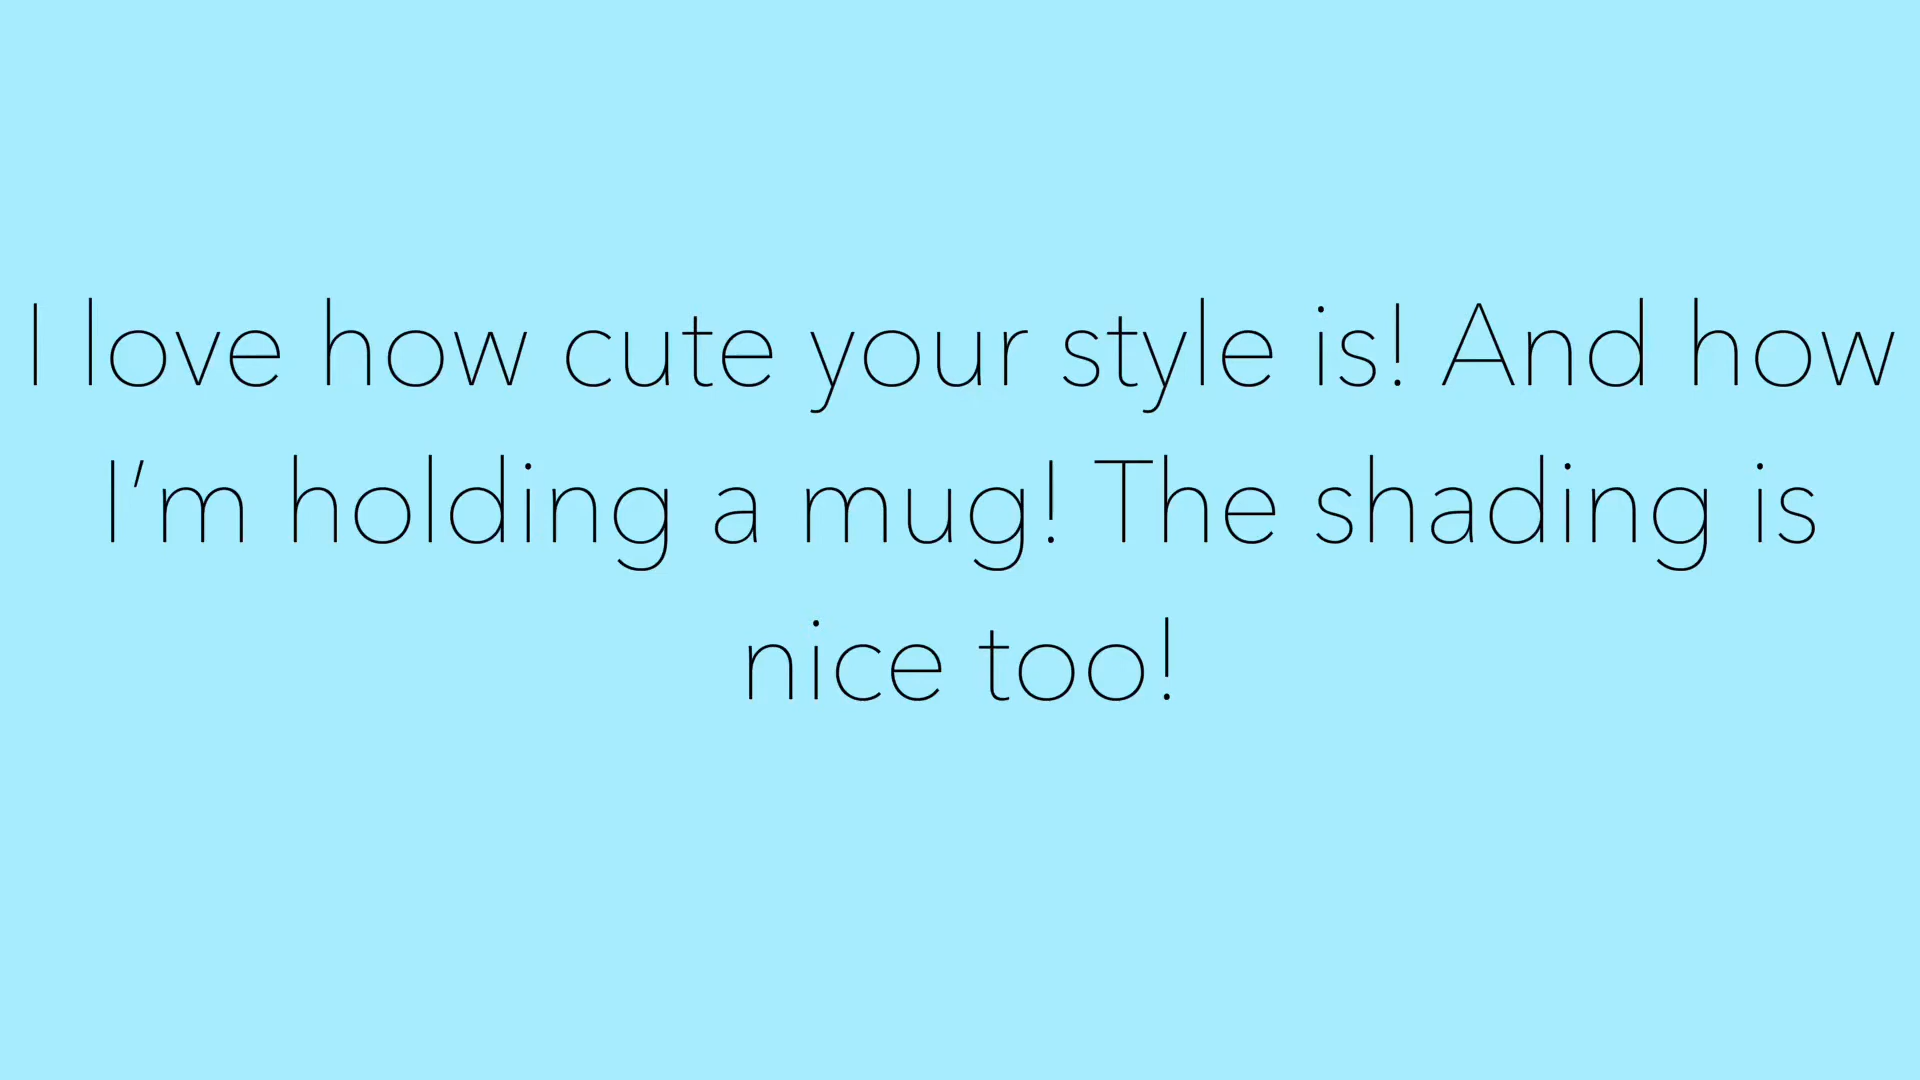 I love how cute your style is! And how
I'm holding a mug! The shading is
nice too!